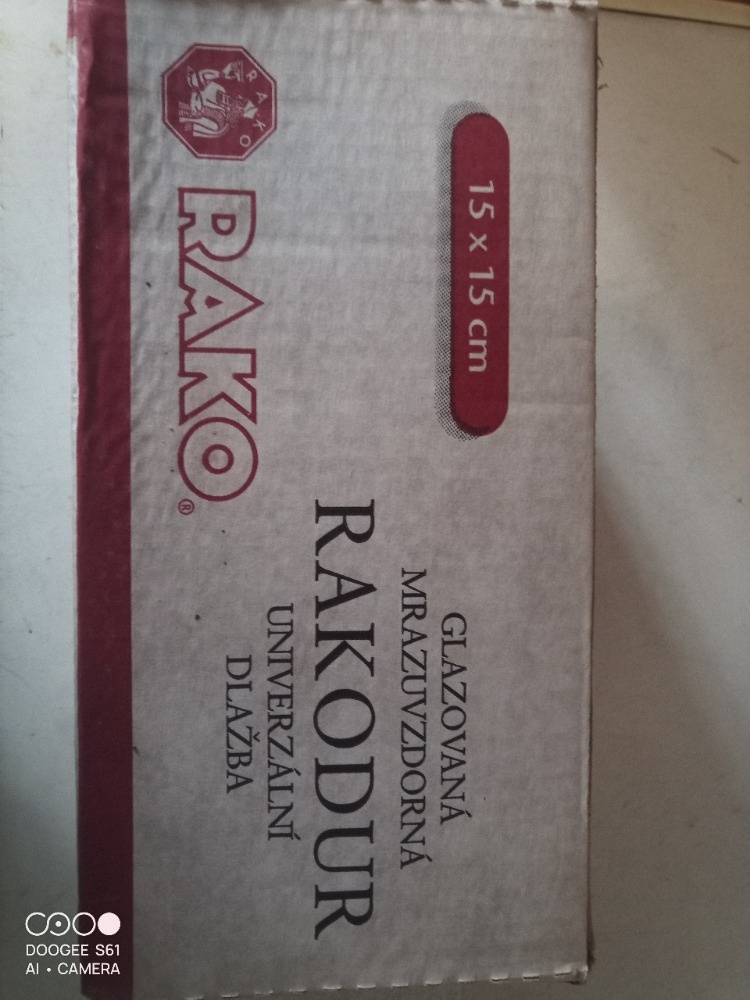 15 x 15 cm
GLAZOVANÁ
MRAZUVZDORNÁ
RAKODUR
UNIVERZÁLNÍ
DLAŽBA
RAKO
RAKO®
DOOGEE S61
AI • CAMERA